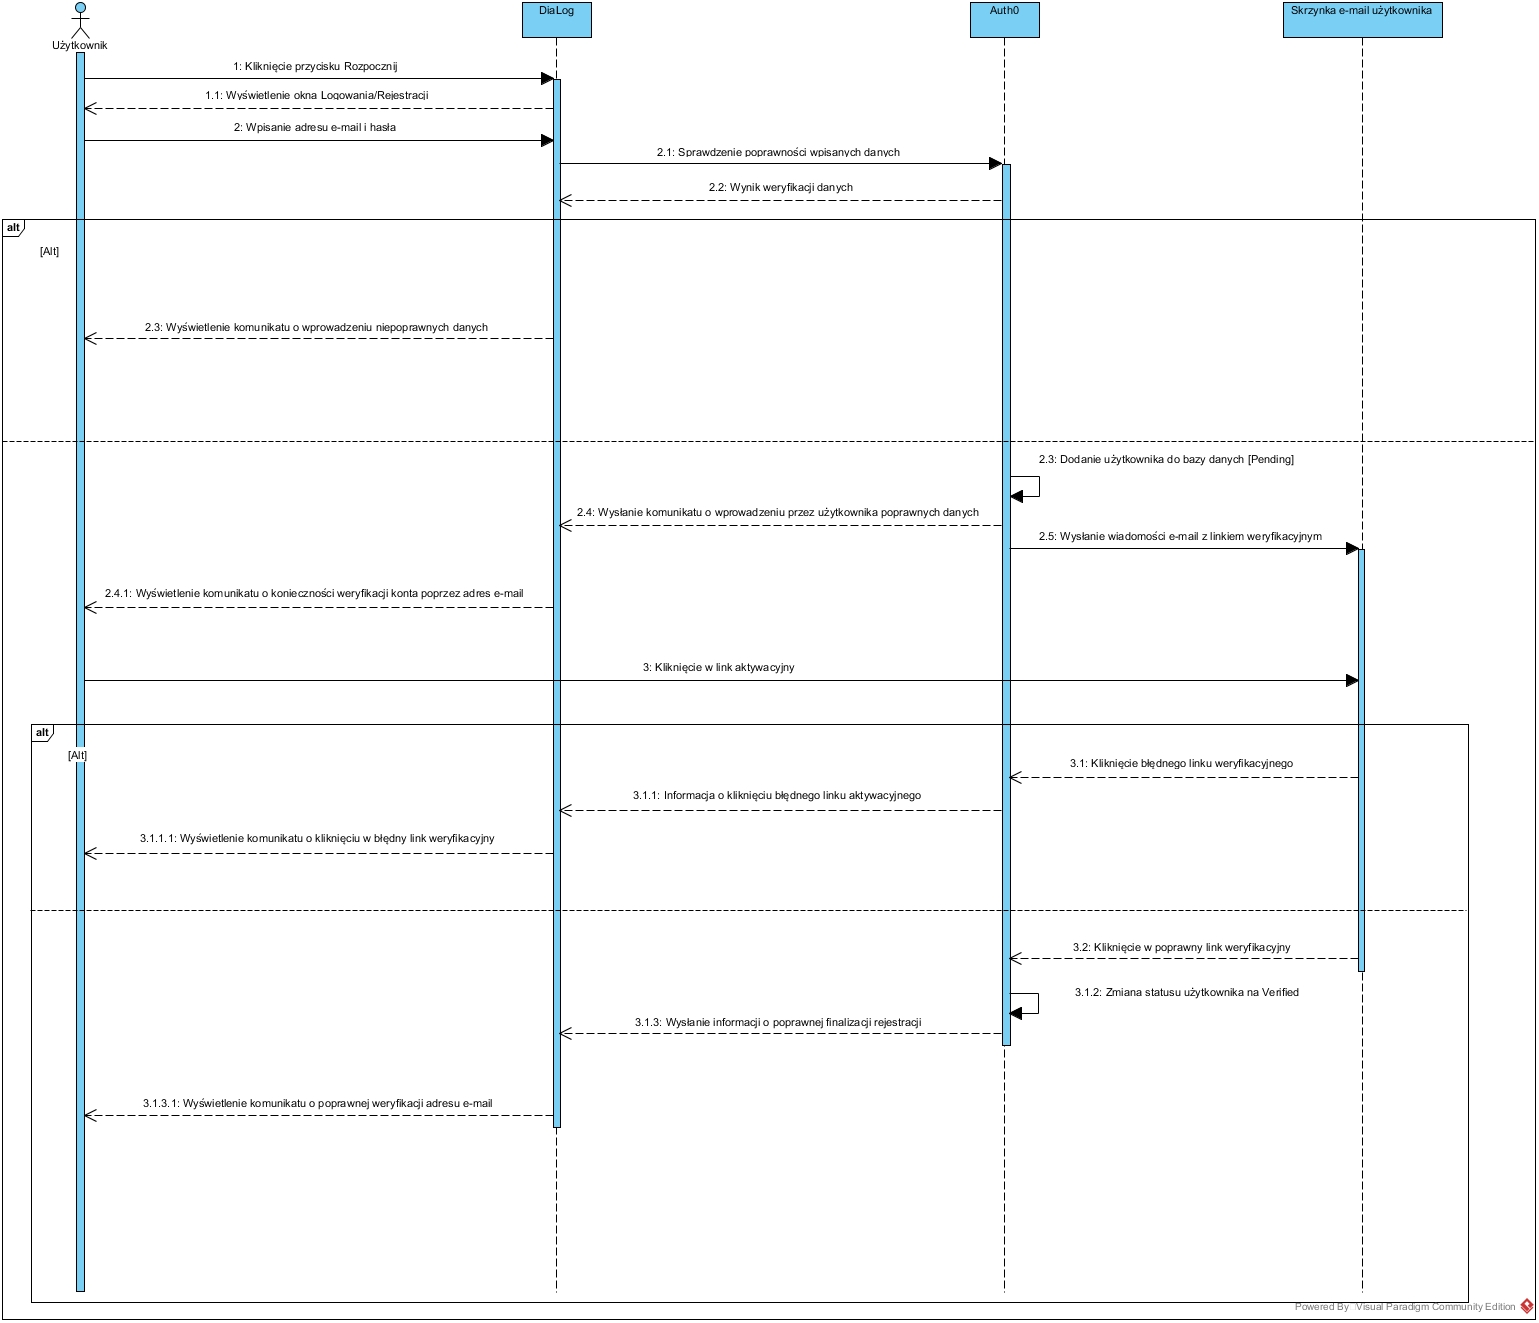 Użytkownik
DiaLog
Auth0
Skrzynka e-mail użytkownika
1: Kliknięcie przycisku Rozpocznij
1.1: Wyświetlenie okna Logowania/Rejestracji
2: Wpisanie adresu e-mail i hasła
2.1: Sprawdzenie poprawności wpisanych danych
2.2: Wynik weryfikacji danych
alt
[Alt]
2.3: Wyświetlenie komunikatu o wprowadzeniu niepoprawnych danych
2.3: Dodanie użytkownika do bazy danych [Pending]
2.4: Wysłanie komunikatu o wprowadzeniu przez użytkownika poprawnych danych
2.5: Wysłanie wiadomości e-mail z linkiem weryfikacyjnym
2.4.1: Wyświetlenie komunikatu o konieczności weryfikacji konta poprzez adres e-mail
3: Kliknięcie w link aktywacyjny
alt
[Alt]
3.1: Kliknięcie błędnego linku weryfikacyjnego
3.1.1: Informacja o kliknięciu błędnego linku aktywacyjnego
3.1.1.1: Wyświetlenie komunikatu o kliknięciu w błędny link weryfikacyjny
3.2: Kliknięcie w poprawny link weryfikacyjny
3.1.2: Zmiana statusu użytkownika na Verified
3.1.3: Wysłanie informacji o poprawnej finalizacji rejestracji
3.1.3.1: Wyświetlenie komunikatu o poprawnej weryfikacji adresu e-mail
Powered By Visual Paradigm Community Edition